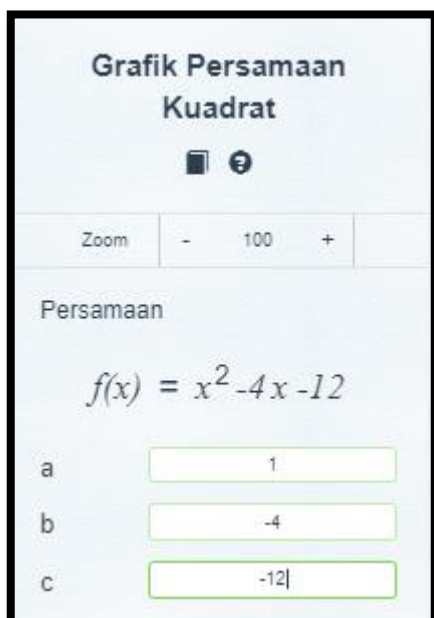 Grafik Persamaan
Kuadrat
Zoom - 100 +
Persamaan
f(x) = x² -4x -12
a 1
b -4
c -12